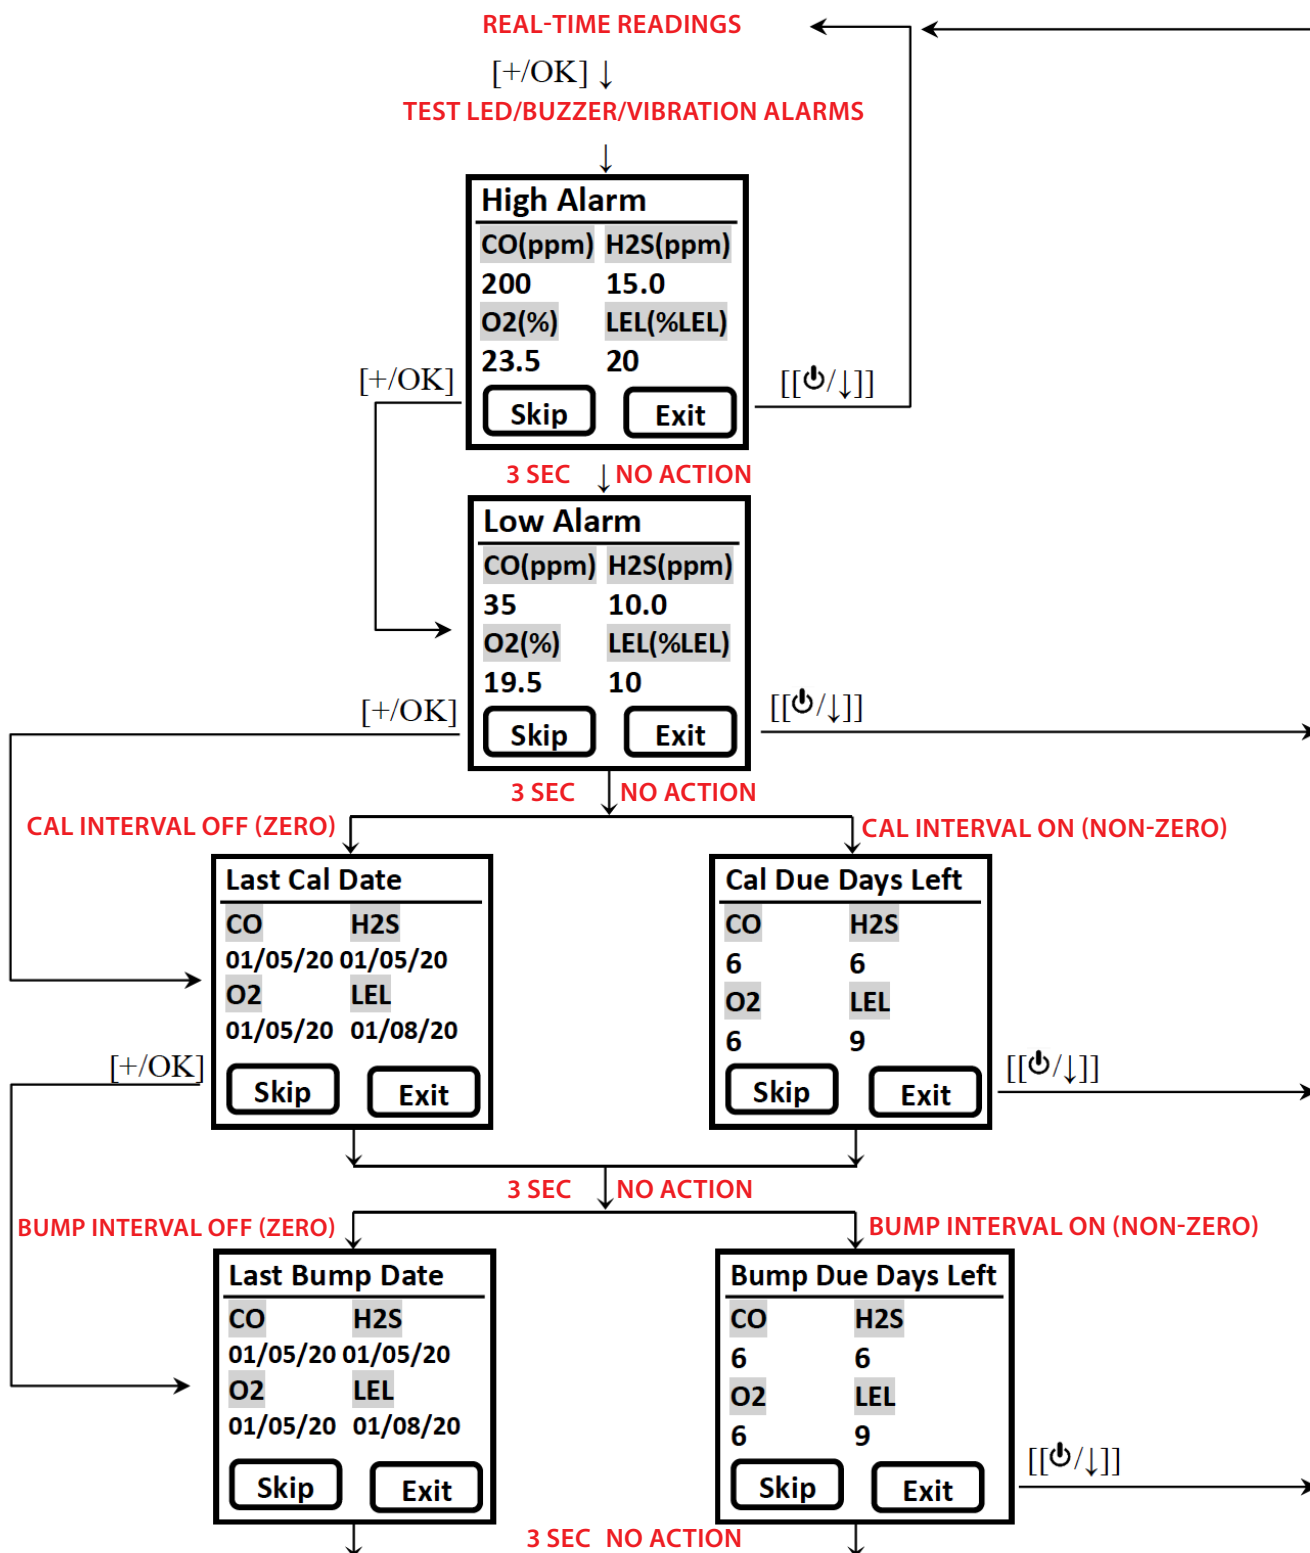 REAL-TIME READINGS
[+/OK] ↓
TEST LED/BUZZER/VIBRATION ALARMS
↓
High Alarm
CO(ppm) H2S(ppm)
200 15.0
O2(%) LEL(%LEL)
23.5 20
[+/OK]
[[⏻/↓]]
Skip Exit
3 SEC ↓ NO ACTION
Low Alarm
CO(ppm) H2S(ppm)
35 10.0
O2(%) LEL(%LEL)
19.5 10
[+/OK]
[[⏻/↓]]
Skip Exit
3 SEC NO ACTION
CAL INTERVAL OFF (ZERO)
CAL INTERVAL ON (NON-ZERO)
Last Cal Date
CO H2S
01/05/20 01/05/20
O2 LEL
01/05/20 01/08/20
[+/OK]
Skip Exit
Cal Due Days Left
CO H2S
6 6
O2 LEL
6 9
[[⏻/↓]]
Skip Exit
3 SEC NO ACTION
BUMP INTERVAL OFF (ZERO)
BUMP INTERVAL ON (NON-ZERO)
Last Bump Date
CO H2S
01/05/20 01/05/20
O2 LEL
01/05/20 01/08/20
Skip Exit
Bump Due Days Left
CO H2S
6 6
O2 LEL
6 9
[[⏻/↓]]
Skip Exit
3 SEC NO ACTION